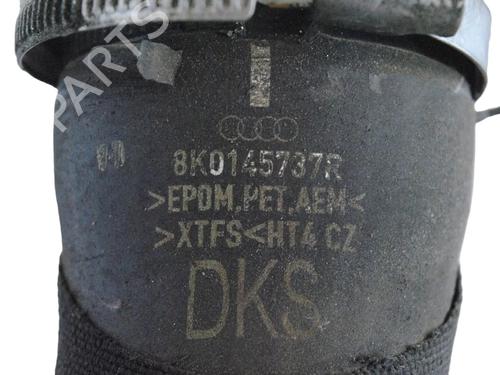 PARTS
8K0145737R
>EPDM,PET,AEM<
>XTFS<HT4 CZ
DKS